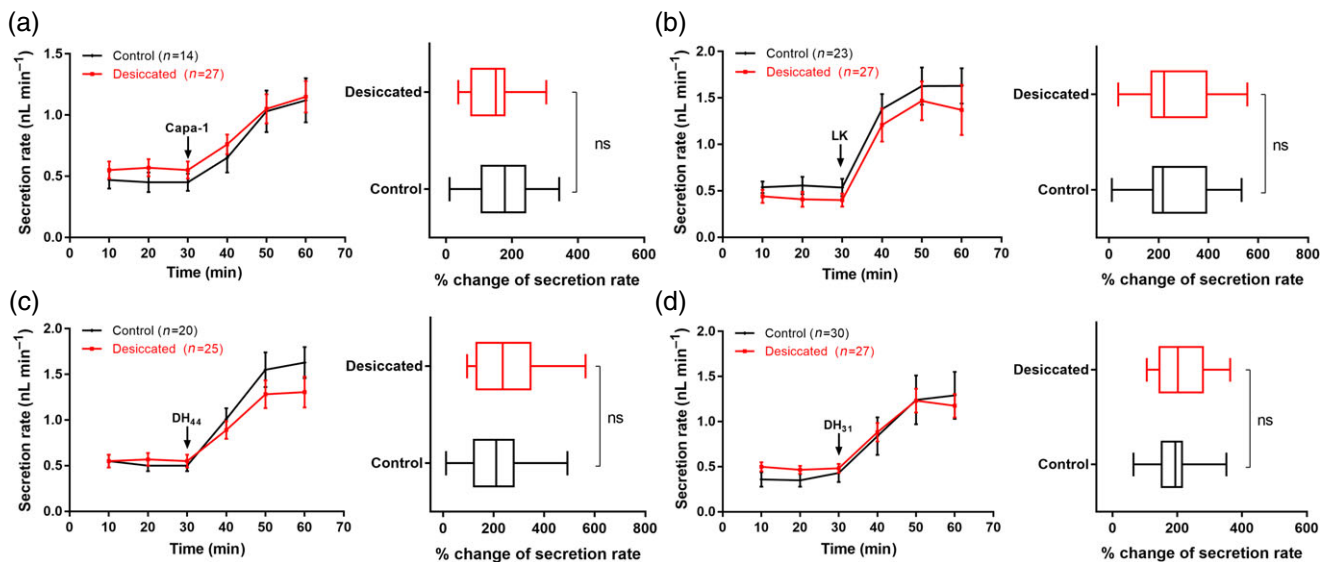 (a)
Control (n=14)
Desiccated (n=27)
Secretion rate (nL min⁻¹)
1.5
1.0
0.5
0.0
Capa-1
0 10 20 30 40 50 60 70
Time (min)
Desiccated
Control
ns
0 200 400 600
% change of secretion rate
(b)
Control (n=23)
Desiccated (n=27)
Secretion rate (nL min⁻¹)
2.0
1.5
1.0
0.5
0.0
LK
0 10 20 30 40 50 60 70
Time (min)
Desiccated
Control
ns
0 200 400 600 800
% change of secretion rate
(c)
Control (n=20)
Desiccated (n=25)
Secretion rate (nL min⁻¹)
2.0
1.5
1.0
0.5
0.0
DH₄₄
0 10 20 30 40 50 60 70
Time (min)
Desiccated
Control
ns
0 200 400 600 800
% change of secretion rate
(d)
Control (n=30)
Desiccated (n=27)
Secretion rate (nL min⁻¹)
2.0
1.5
1.0
0.5
0.0
DH₃₁
0 10 20 30 40 50 60 70
Time (min)
Desiccated
Control
ns
0 200 400 600
% change of secretion rate